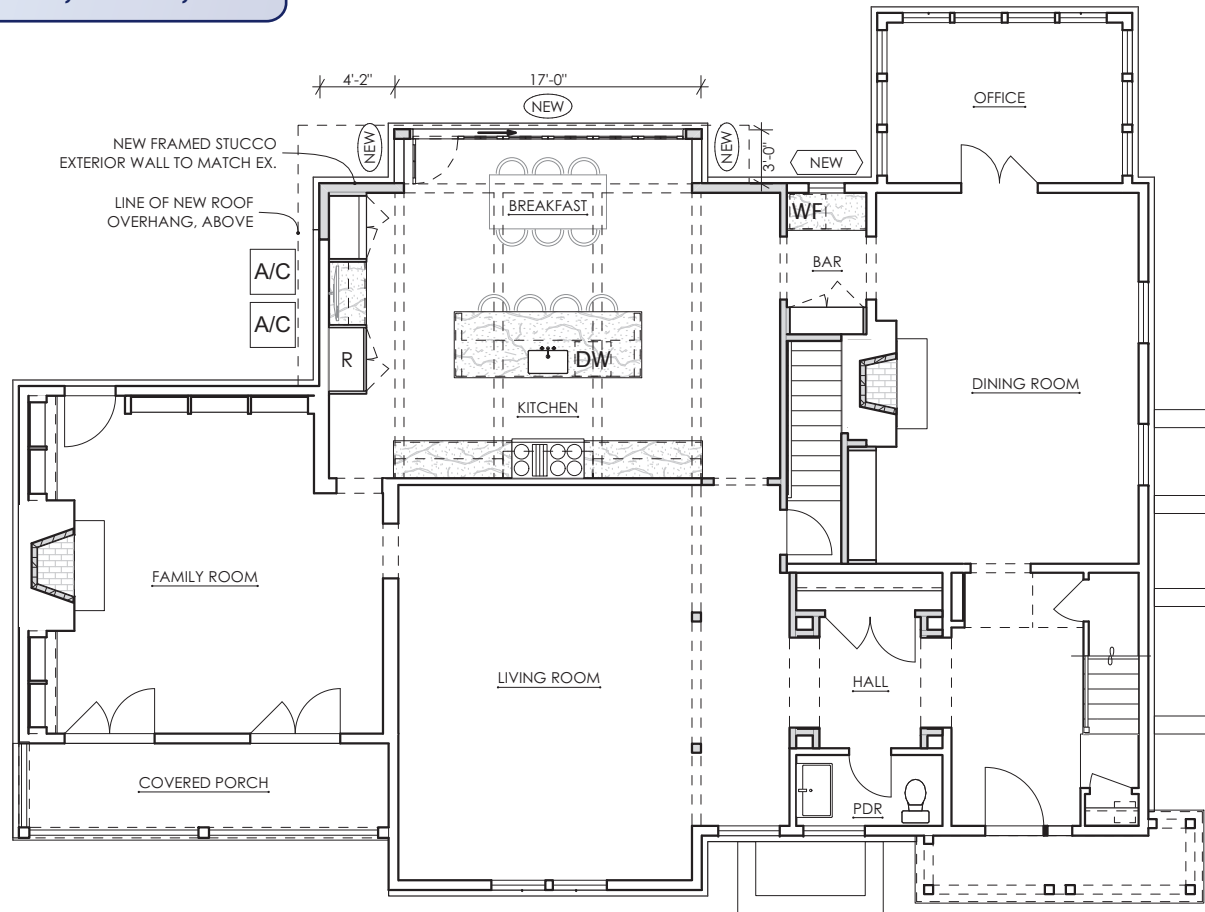 OFFICE
4'-2"
17'-0"
NEW
NEW
NEW
3'-0"
NEW
NEW FRAMED STUCCO
EXTERIOR WALL TO MATCH EX.
LINE OF NEW ROOF
OVERHANG, ABOVE
BREAKFAST
WF
BAR
A/C
A/C
R
DW
KITCHEN
DINING ROOM
FAMILY ROOM
LIVING ROOM
HALL
COVERED PORCH
PDR